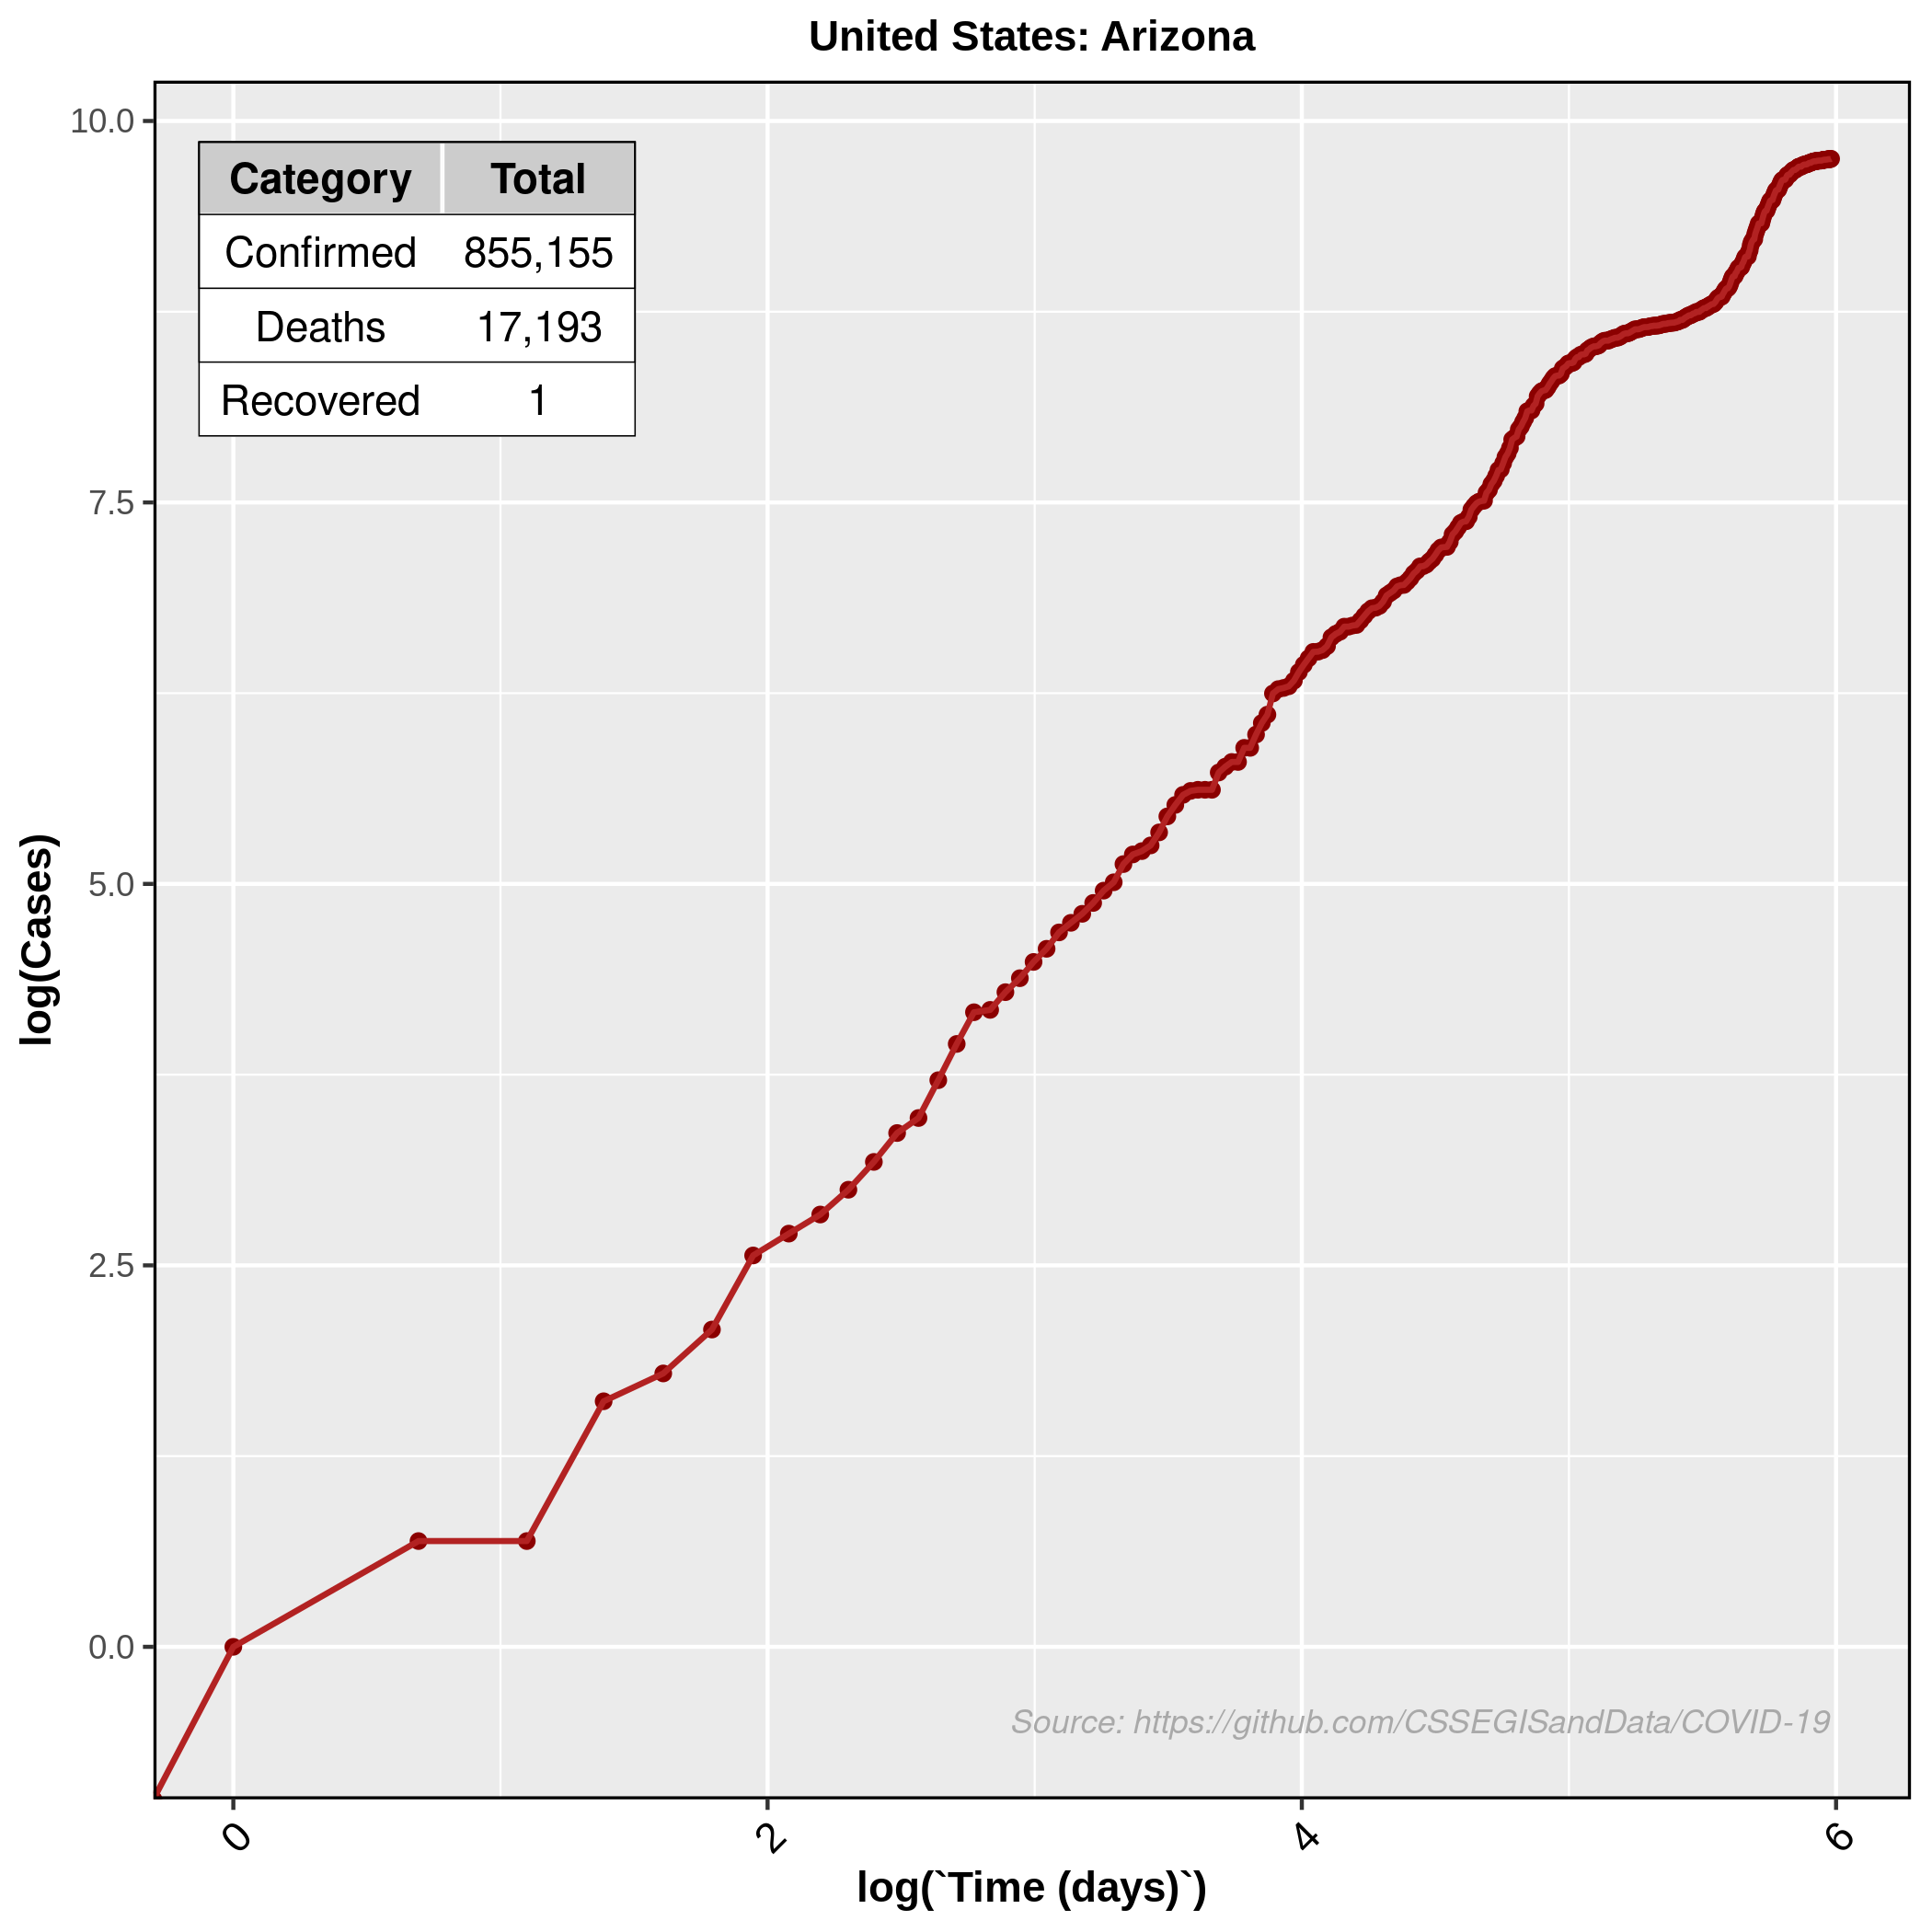 United States: Arizona
10.0
7.5
5.0
2.5
0.0
log(Cases)
Category Total
Confirmed 855,155
Deaths 17,193
Recovered 1
Source: https://github.com/CSSEGISandData/COVID-19
0 2 4 6
log(`Time (days)`)